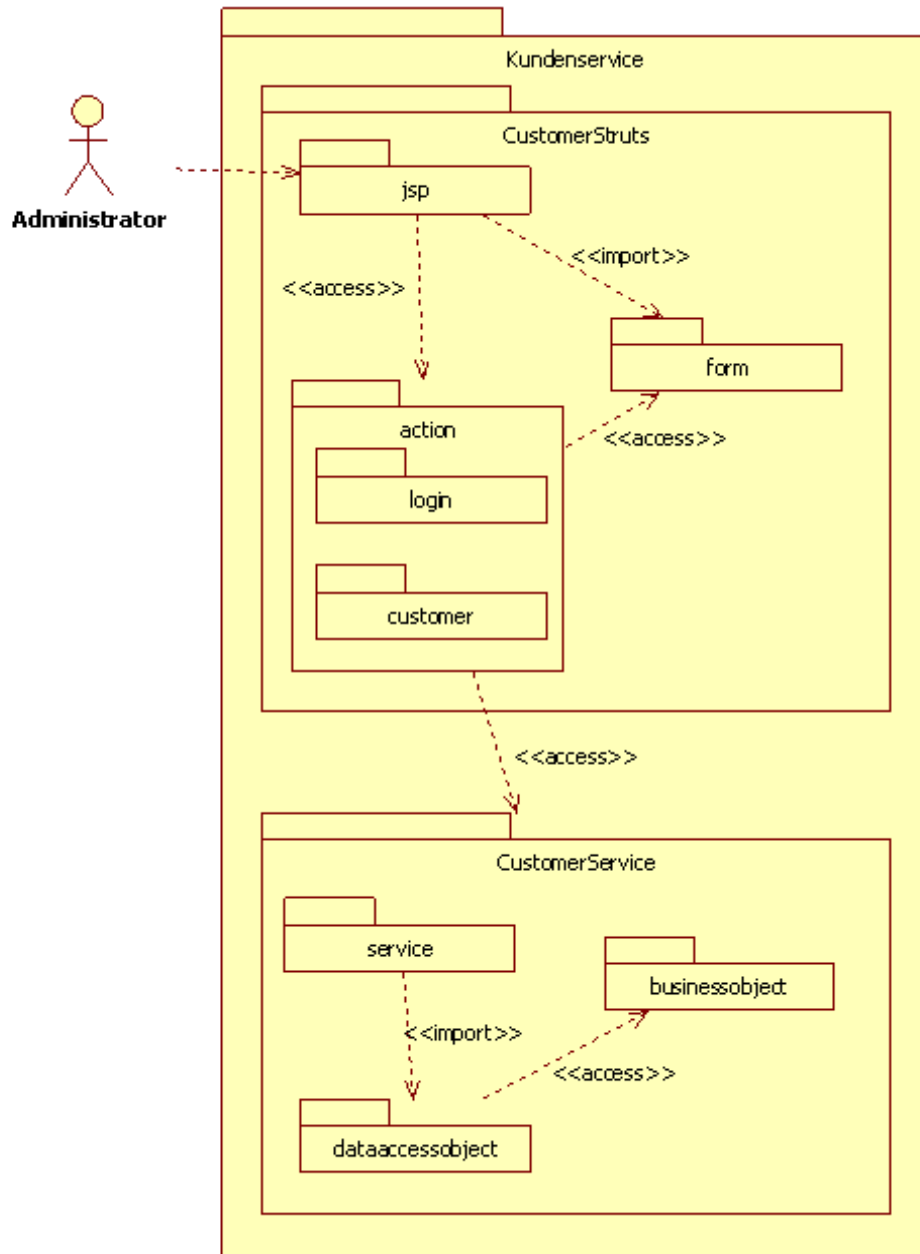 Kundenservice
CustomerStruts
jsp
Administrator
<<import>>
<<access>>
form
action
<<access>>
login
customer
<<access>>
CustomerService
service
businessobject
<<import>>
<<access>>
dataaccessobject